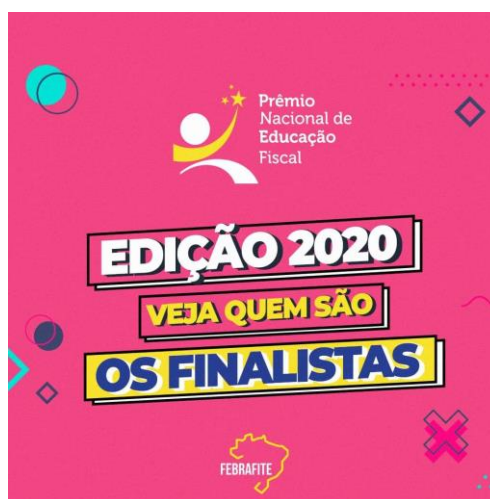 Prêmio
Nacional de
Educação
Fiscal
EDIÇÃO 2020
VEJA QUEM SÃO
OS FINALISTAS
FEBRAFITE